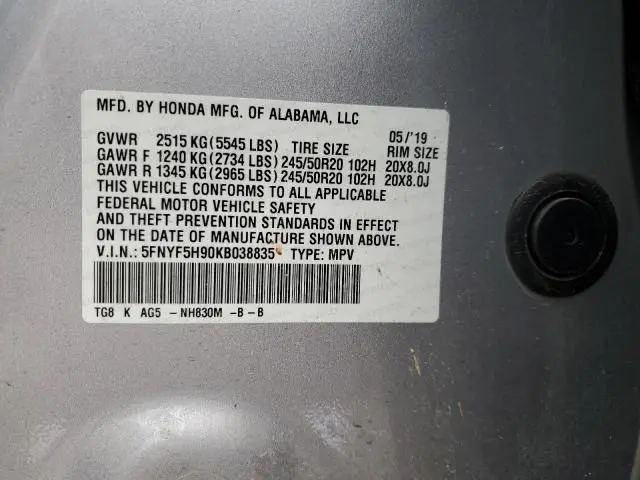 MFD. BY HONDA MFG. OF ALABAMA, LLC
GVWR 2515 KG(5545 LBS) TIRE SIZE 05/'19 RIM SIZE
GAWR F 1240 KG(2734 LBS) 245/50R20 102H 20X8.0J
GAWR R 1345 KG(2965 LBS) 245/50R20 102H 20X8.0J
THIS VEHICLE CONFORMS TO ALL APPLICABLE
FEDERAL MOTOR VEHICLE SAFETY
AND THEFT PREVENTION STANDARDS IN EFFECT
ON THE DATE OF MANUFACTURE SHOWN ABOVE.
V.I.N.: 5FNYF5H90KB038835 TYPE: MPV
TG8 K AG5 -NH830M -B-B